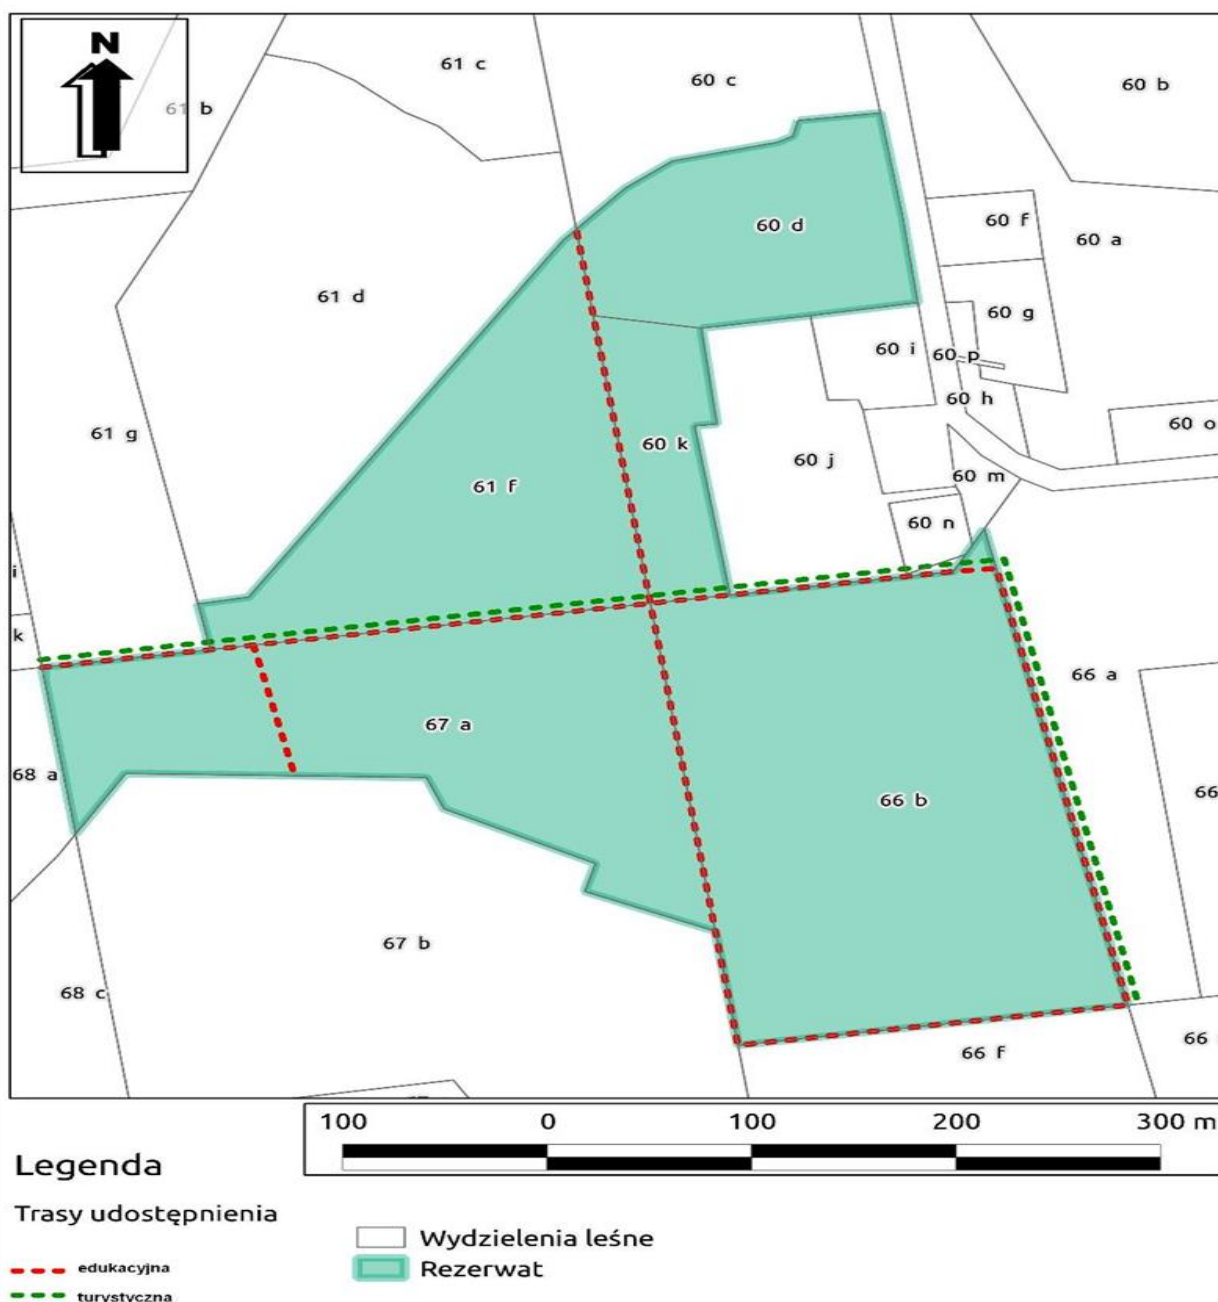 N
61 c
60 c
60 b
61 b
60 f
60 d
60 a
61 d
60 g
60 i
60 p
60 h
60 o
61 g
60 k
60 j
61 f
60 m
60 n
k
66 a
67 a
68 a
66 b
66
67 b
68 c
66 f
66
100 0 100 200 300 m
Legenda
Trasy udostępnienia
edukacyjna
turystyczna
Wydzielenia leśne
Rezerwat